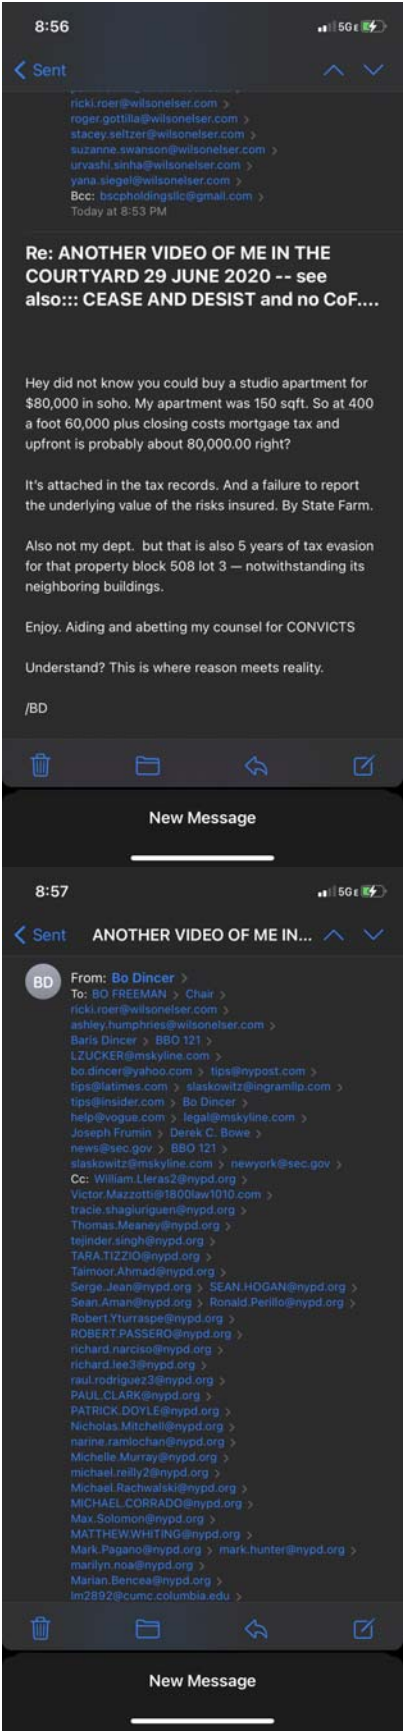 8:56
5G E
Sent
ricki.roer@wilsonelser.com >
roger.gottilla@wilsonelser.com >
stacey.seltzer@wilsonelser.com >
suzanne.swanson@wilsonelser.com >
urvashi.sinha@wilsonelser.com >
yana.siegel@wilsonelser.com >
Bcc: bscpholdingsllc@gmail.com >
Today at 8:53 PM
Re: ANOTHER VIDEO OF ME IN THE
COURTYARD 29 JUNE 2020 -- see
also::: CEASE AND DESIST and no CoF....
Hey did not know you could buy a studio apartment for
$80,000 in soho. My apartment was 150 sqft. So at 400
a foot 60,000 plus closing costs mortgage tax and
upfront is probably about 80,000.00 right?
It's attached in the tax records. And a failure to report
the underlying value of the risks insured. By State Farm.
Also not my dept.  but that is also 5 years of tax evasion
for that property block 508 lot 3 — notwithstanding its
neighboring buildings.
Enjoy. Aiding and abetting my counsel for CONVICTS
Understand? This is where reason meets reality.
/BD
New Message
8:57
5G E
Sent
ANOTHER VIDEO OF ME IN...
BD
From: Bo Dincer >
To: BO FREEMAN > Chair >
ricki.roer@wilsonelser.com >
ashley.humphries@wilsonelser.com >
Baris Dincer > BBO 121 >
LZUCKER@mskyline.com >
bo.dincer@yahoo.com > tips@nypost.com >
tips@latimes.com > slaskowitz@ingramllp.com >
tips@insider.com > Bo Dincer >
help@vogue.com > legal@mskyline.com >
Joseph Frumin > Derek C. Bowe >
news@sec.gov > BBO 121 >
slaskowitz@mskyline.com > newyork@sec.gov >
Cc: William.Lleras2@nypd.org >
Victor.Mazzotti@1800law1010.com >
tracie.shagiuriguen@nypd.org >
Thomas.Meaney@nypd.org >
tejinder.singh@nypd.org >
TARA.TIZZIO@nypd.org >
Taimoor.Ahmad@nypd.org >
Serge.Jean@nypd.org > SEAN.HOGAN@nypd.org >
Sean.Aman@nypd.org > Ronald.Perillo@nypd.org >
Robert.Yturraspe@nypd.org >
ROBERT.PASSERO@nypd.org >
richard.narciso@nypd.org >
richard.lee3@nypd.org >
raul.rodriguez3@nypd.org >
PAUL.CLARK@nypd.org >
PATRICK.DOYLE@nypd.org >
Nicholas.Mitchell@nypd.org >
narine.ramlochan@nypd.org >
Michelle.Murray@nypd.org >
michael.reilly2@nypd.org >
Michael.Rachwalski@nypd.org >
MICHAEL.CORRADO@nypd.org >
Max.Solomon@nypd.org >
MATTHEW.WHITING@nypd.org >
Mark.Pagano@nypd.org > mark.hunter@nypd.org >
marilyn.noa@nypd.org >
Marian.Bencea@nypd.org >
lm2892@cumc.columbia.edu >
New Message